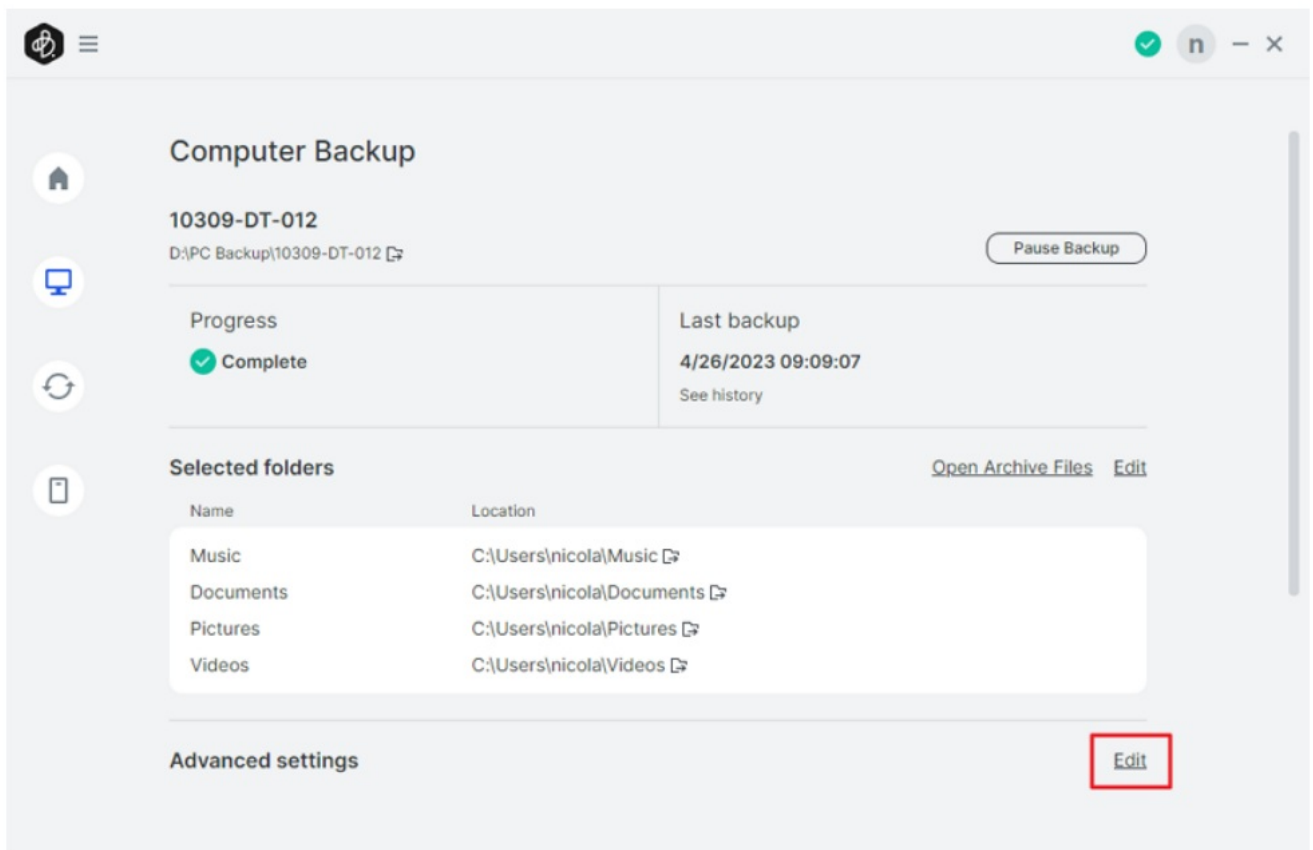 n
Computer Backup
10309-DT-012
D:\PC Backup\10309-DT-012
Pause Backup
Progress
Complete
Last backup
4/26/2023 09:09:07
See history
Selected folders
Open Archive Files Edit
Name Location
Music C:\Users\nicola\Music
Documents C:\Users\nicola\Documents
Pictures C:\Users\nicola\Pictures
Videos C:\Users\nicola\Videos
Advanced settings Edit